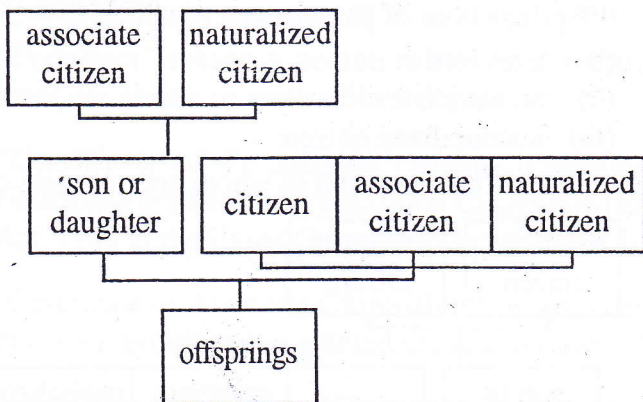 associate
citizen
naturalized
citizen
son or
daughter
citizen
associate
citizen
naturalized
citizen
offsprings